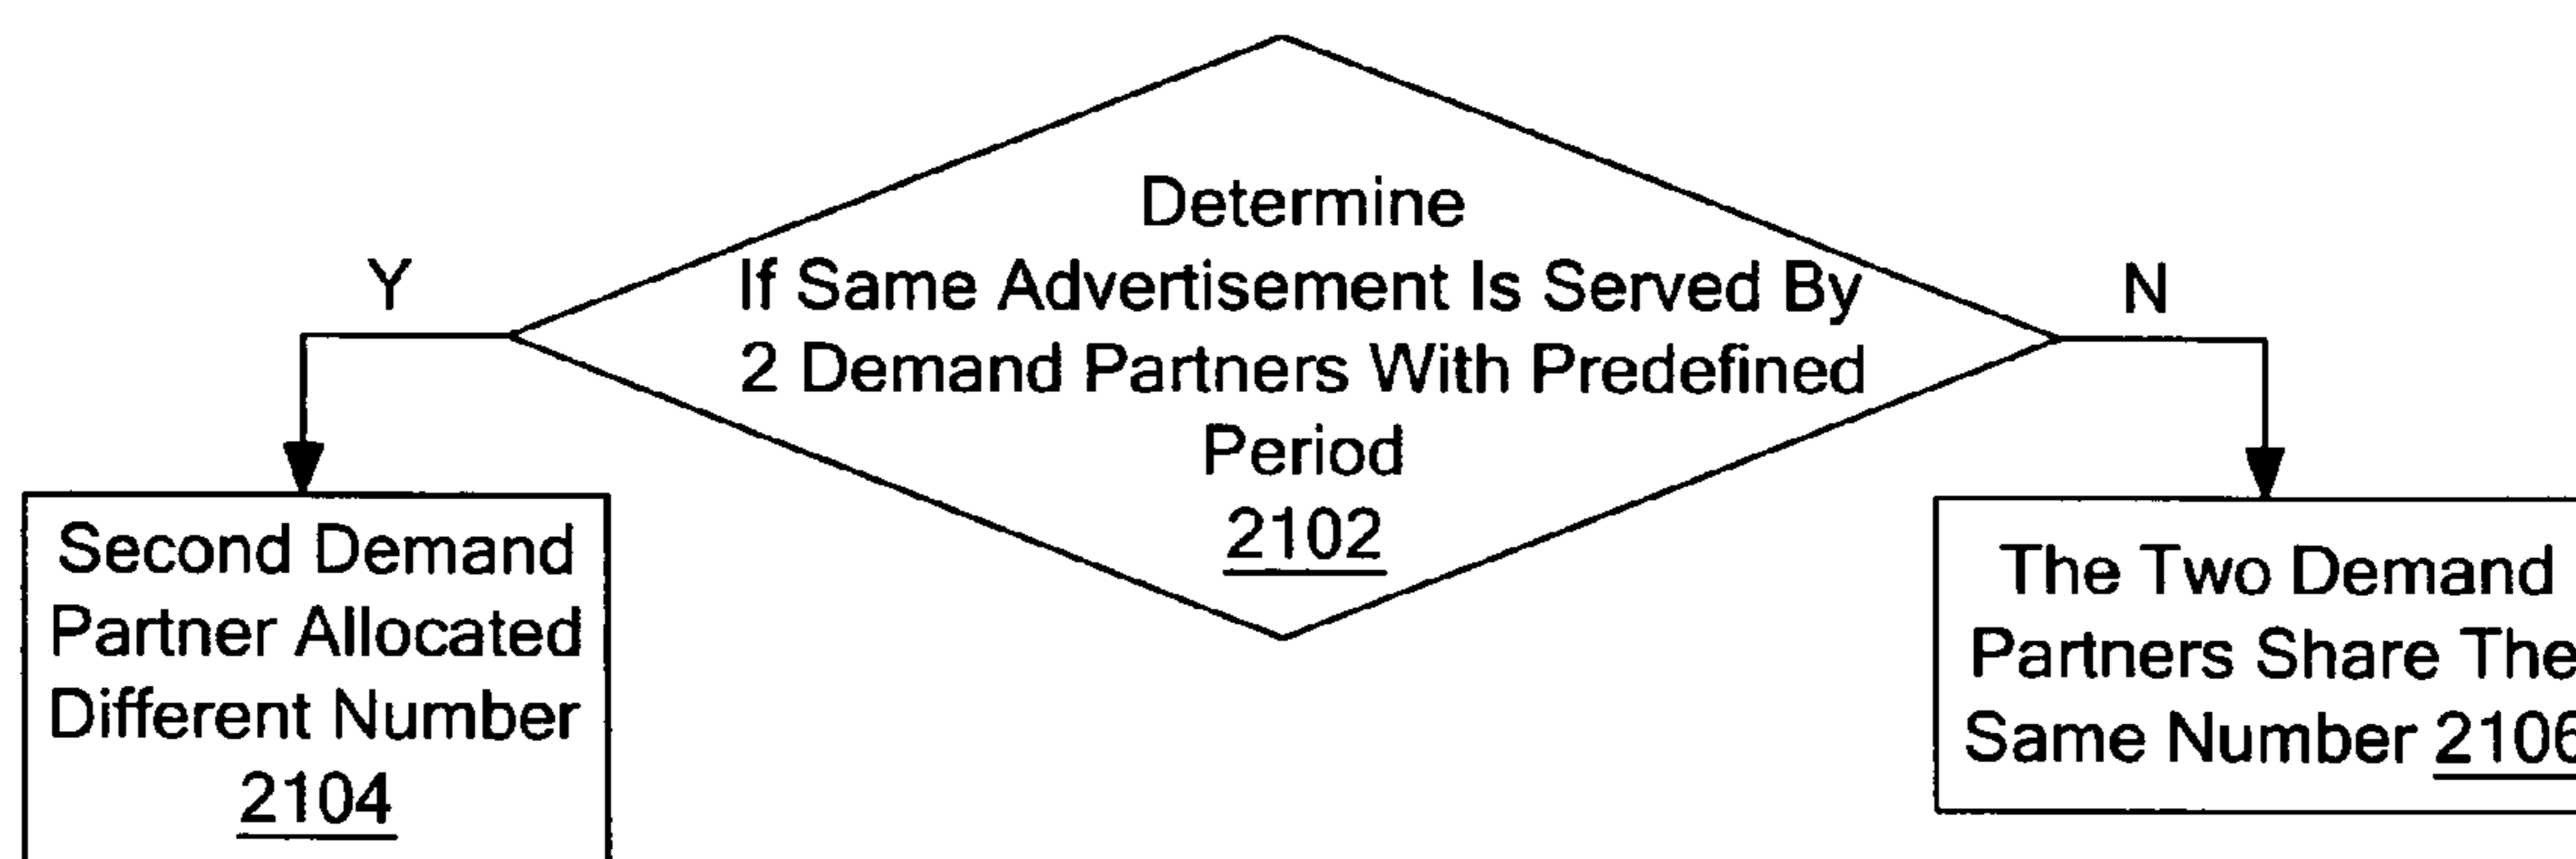 Determine
If Same Advertisement Is Served By
2 Demand Partners With Predefined
Period
2102
Y
N
Second Demand
Partner Allocated
Different Number
2104
The Two Demand
Partners Share The
Same Number 2106